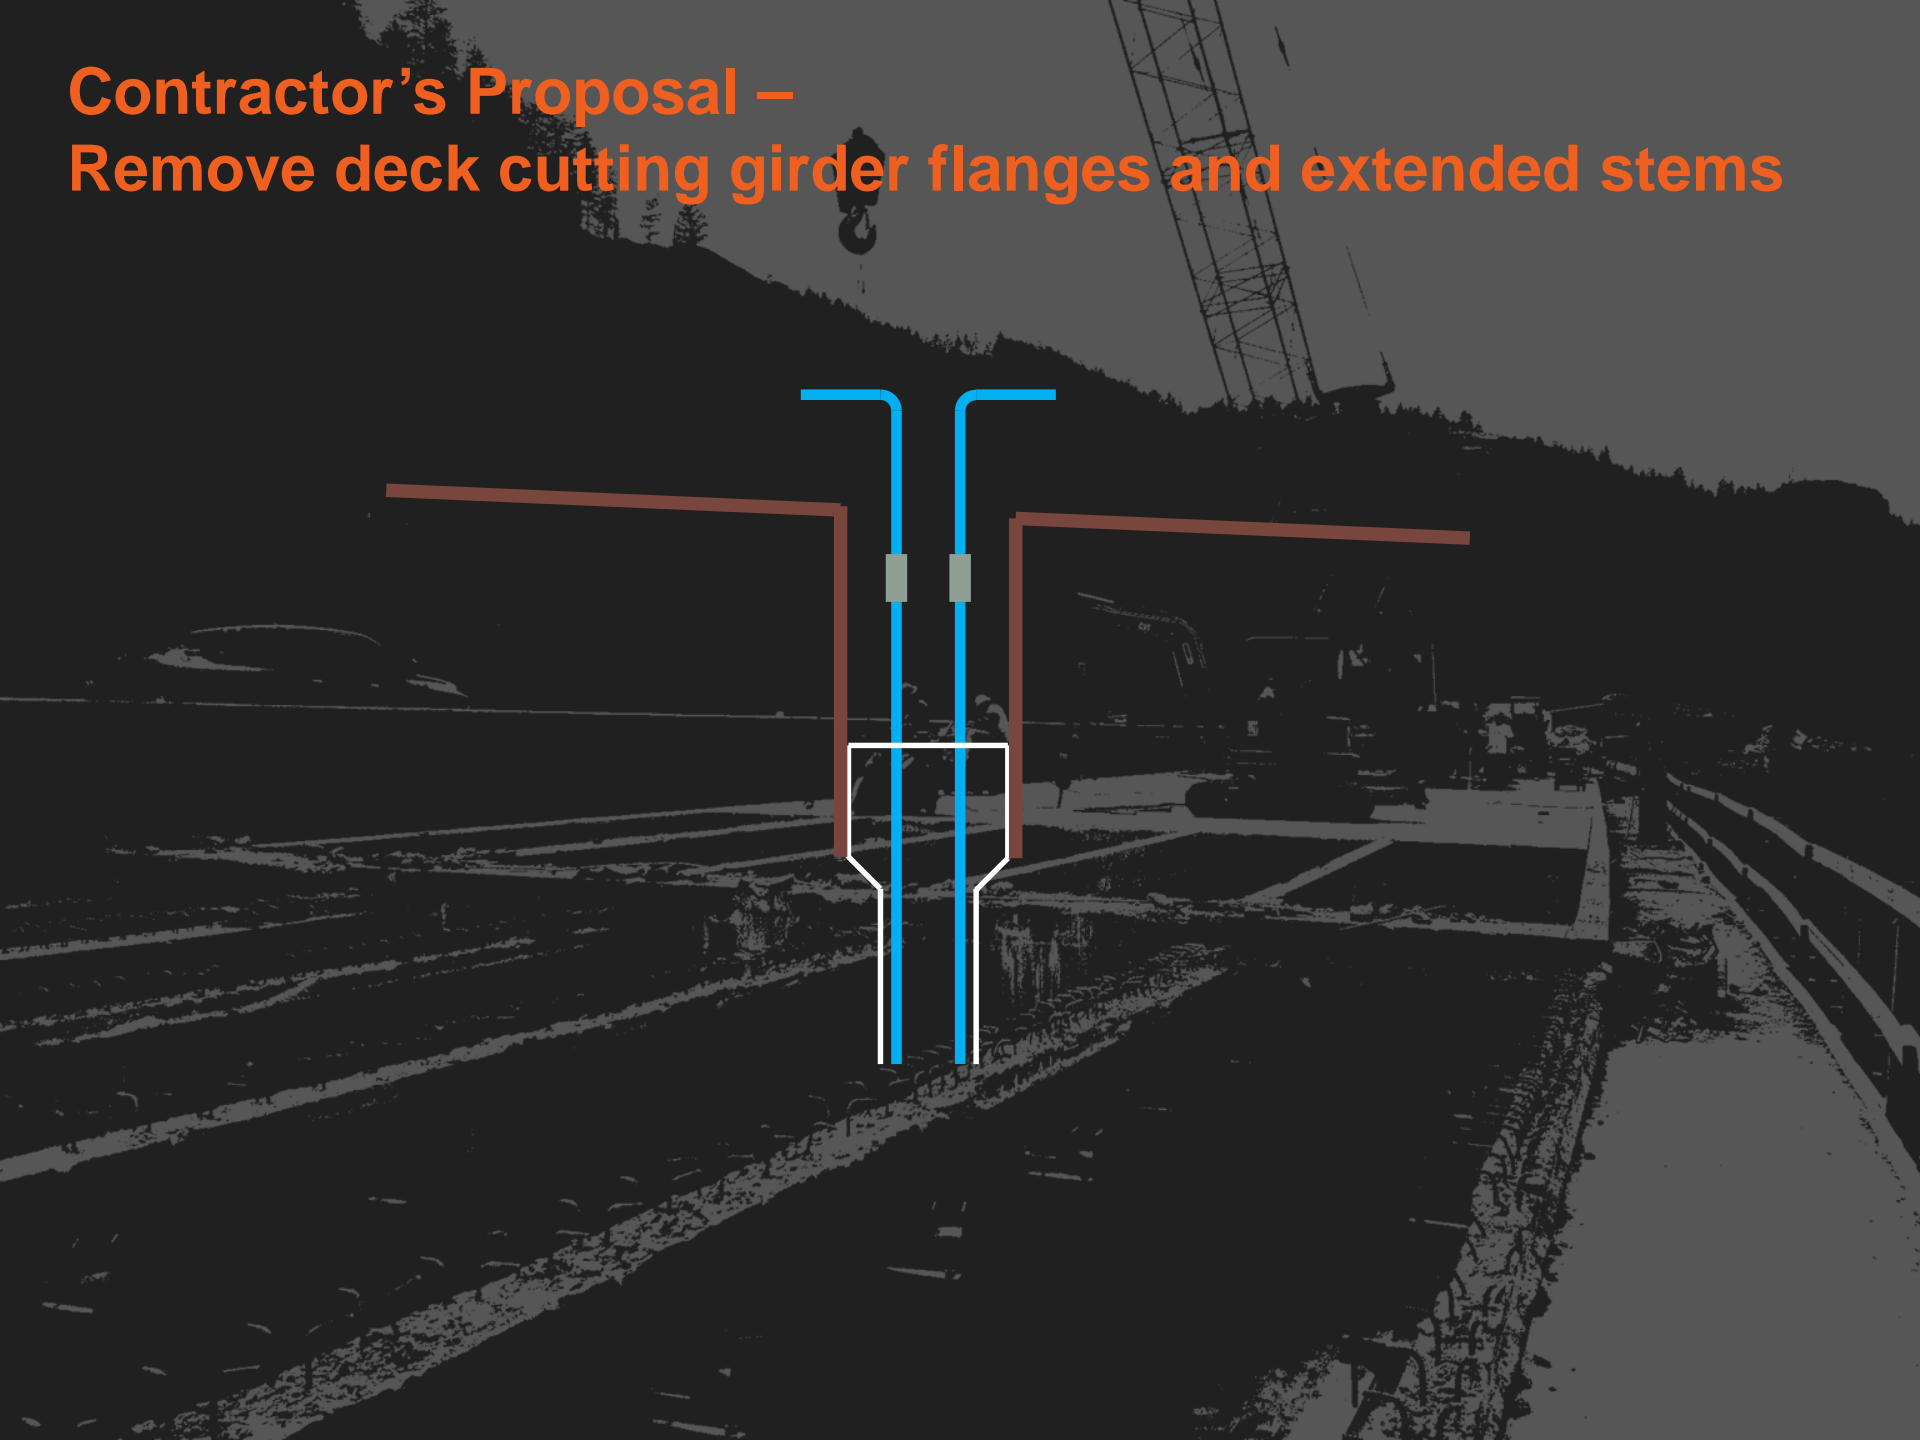 Contractor’s Proposal –
Remove deck cutting girder flanges and extended stems